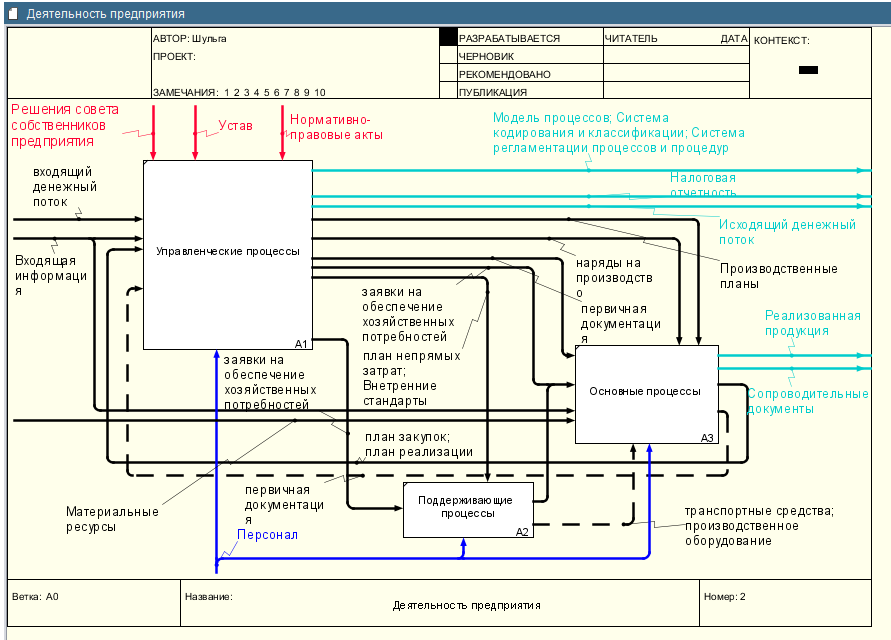 Деятельность предприятия
АВТОР: Шульга
ПРОЕКТ:
ЗАМЕЧАНИЯ: 1 2 3 4 5 6 7 8 9 10
РАЗРАБАТЫВАЕТСЯ
ЧЕРНОВИК
РЕКОМЕНДОВАНО
ПУБЛИКАЦИЯ
ЧИТАТЕЛЬ
ДАТА
КОНТЕКСТ:
Решения совета
собственников
предприятия
Устав
Нормативно-
правовые акты
Модель процессов; Система
кодирования и классификации; Система
регламентации процессов и процедур
входящий
денежный
поток
Налоговая
отчетность
Исходящий денежный
поток
Управленческие процессы
A1
Входящая
информаци
я
наряды на
производств
о
Производственные
планы
заявки на
обеспечение
хозяйственных
потребностей
первичная
документаци
я
Реализованная
продукция
план непрямых
затрат;
Внетренние
стандарты
заявки на
обеспечение
хозяйственных
потребностей
Основные процессы
A3
Сопроводительные
документы
план закупок;
план реализации
первичная
документаци
я
Поддерживающие
процессы
A2
Материальные
ресурсы
Персонал
транспортные средства;
производственное
оборудование
Ветка: A0
Название:
Деятельность предприятия
Номер: 2